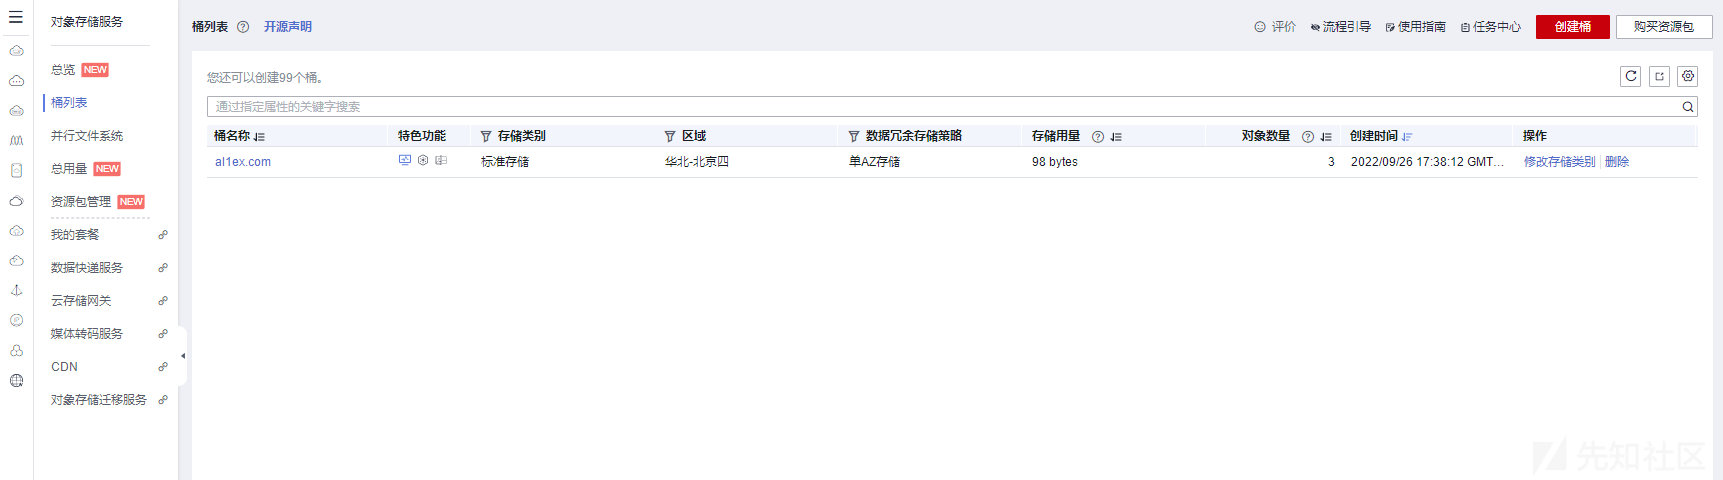 对象存储服务
总览 NEW
桶列表
并行文件系统
总用量 NEW
资源包管理 NEW
我的套餐
数据快递服务
云存储网关
媒体转码服务
CDN
对象存储迁移服务
桶列表 开源声明 评价 流程引导 使用指南 任务中心 创建桶 购买资源包
您还可以创建99个桶。
通过指定属性的关键字搜索
桶名称 特色功能 存储类别 区域 数据冗余存储策略 存储用量 对象数量 创建时间 操作
al1ex.com 标准存储 华北-北京四 单AZ存储 98 bytes 3 2022/09/26 17:38:12 GMT... 修改存储类别 删除
先知社区